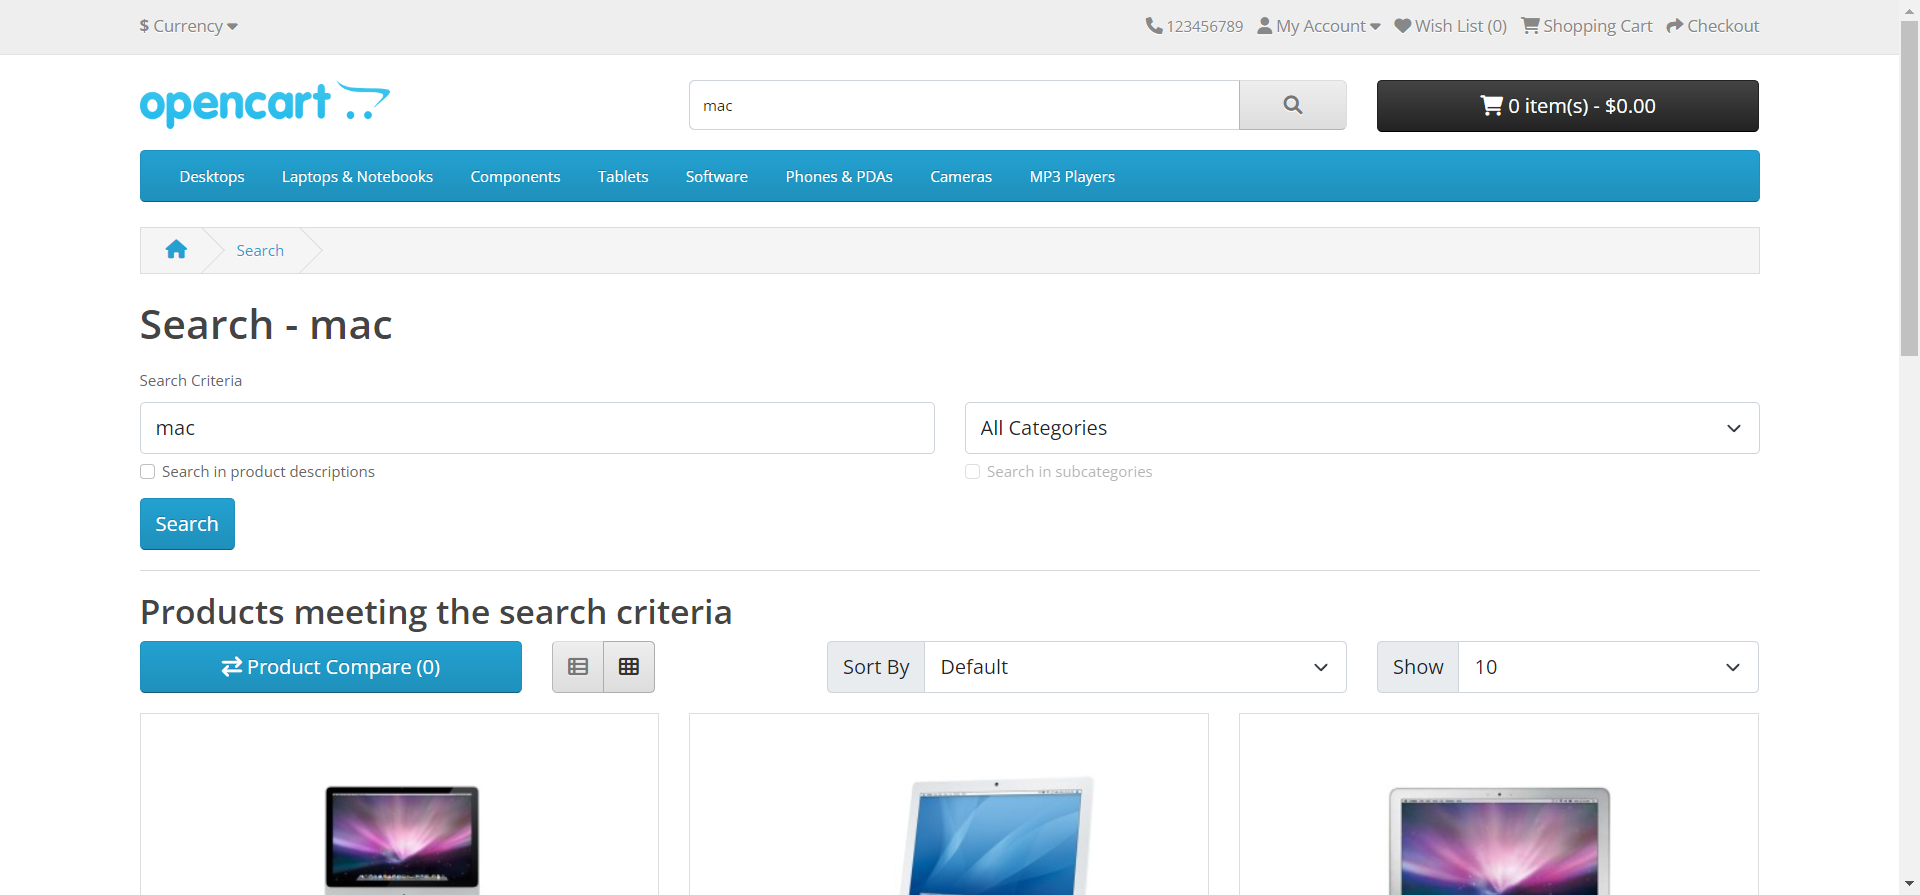 $ Currency
123456789 My Account Wish List (0) Shopping Cart Checkout
opencart
mac
0 item(s) - $0.00
Desktops Laptops & Notebooks Components Tablets Software Phones & PDAs Cameras MP3 Players
Search
Search - mac
Search Criteria
mac
All Categories
Search in product descriptions
Search in subcategories
Search
Products meeting the search criteria
Product Compare (0)
Sort By Default
Show 10